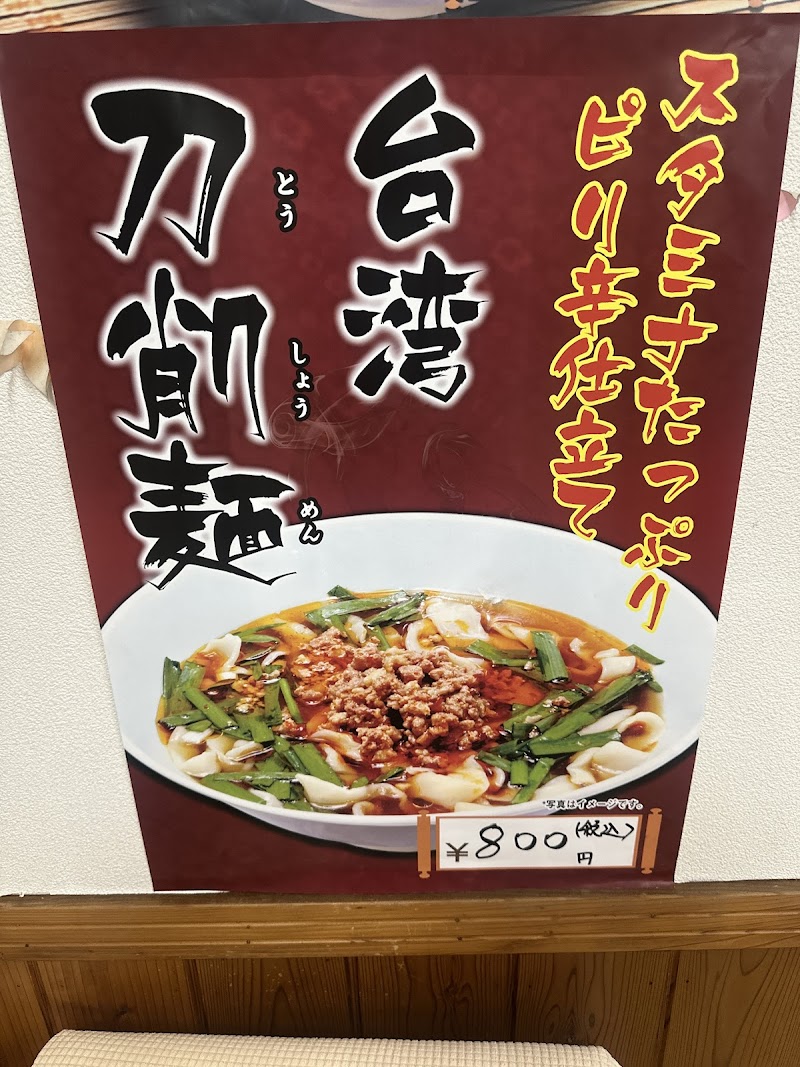 スタミナたっぷり
ピリ辛仕立て
台湾
刀削麺
とう
しょう
めん
*写真はイメージです。
¥800円(税込)